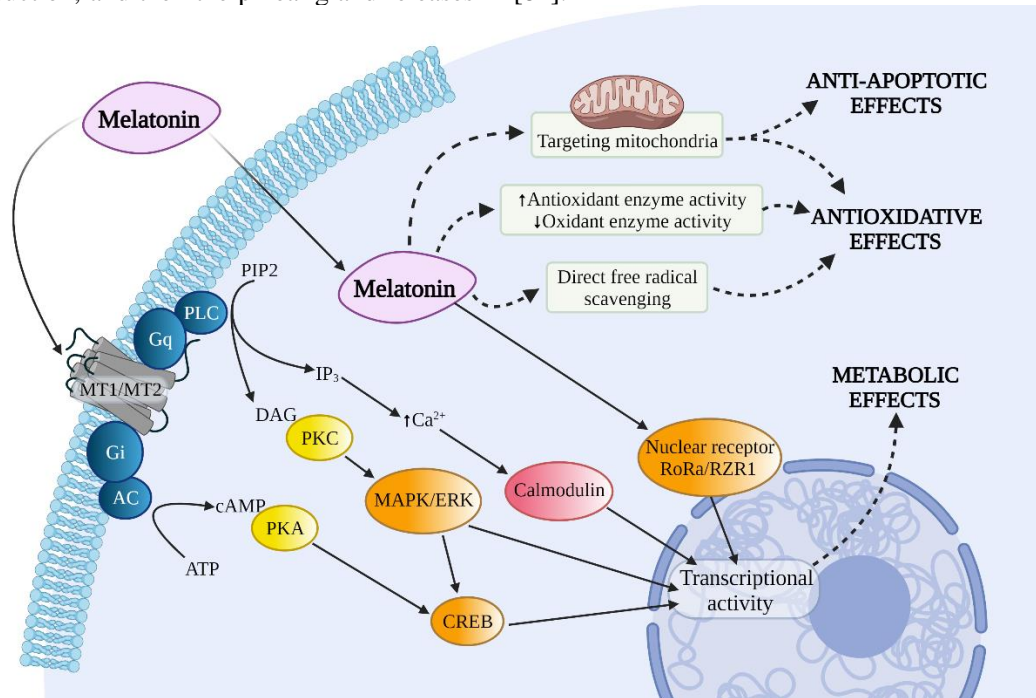 Melatonin
Targeting mitochondria
ANTI-APOPTOTIC
EFFECTS
↑Antioxidant enzyme activity
↓Oxidant enzyme activity
ANTIOXIDATIVE
EFFECTS
Melatonin
Direct free radical
scavenging
PIP2
PLC
Gq
MT1/MT2
IP₃
DAG
PKC
↑Ca²⁺
METABOLIC
EFFECTS
Nuclear receptor
RoRa/RZR1
Gi
AC
MAPK/ERK
Calmodulin
cAMP
PKA
ATP
CREB
Transcriptional
activity